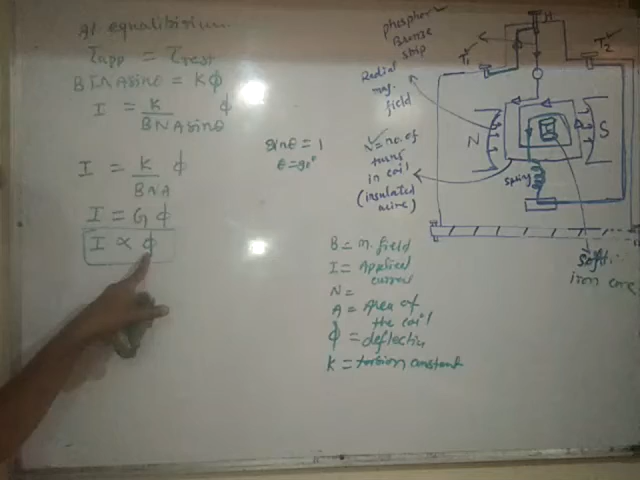 At equalibirium.
τapp = τrest
BINA sinθ = Kϕ
I = K/BNA sinθ ϕ
sinθ = 1
θ = 90°
I = K/BNA ϕ
I = G ϕ
I ∝ ϕ
phosphor
Bronze
strip
Radial
mag.
field
N = no. of
turns
in coil
(insulated
wire)
H
T1
T2
N
S
Spring
Soft
iron core
B = m. field
I = Applied
current
N =
A = Area of
the coil
ϕ = deflection
K = torsion constant